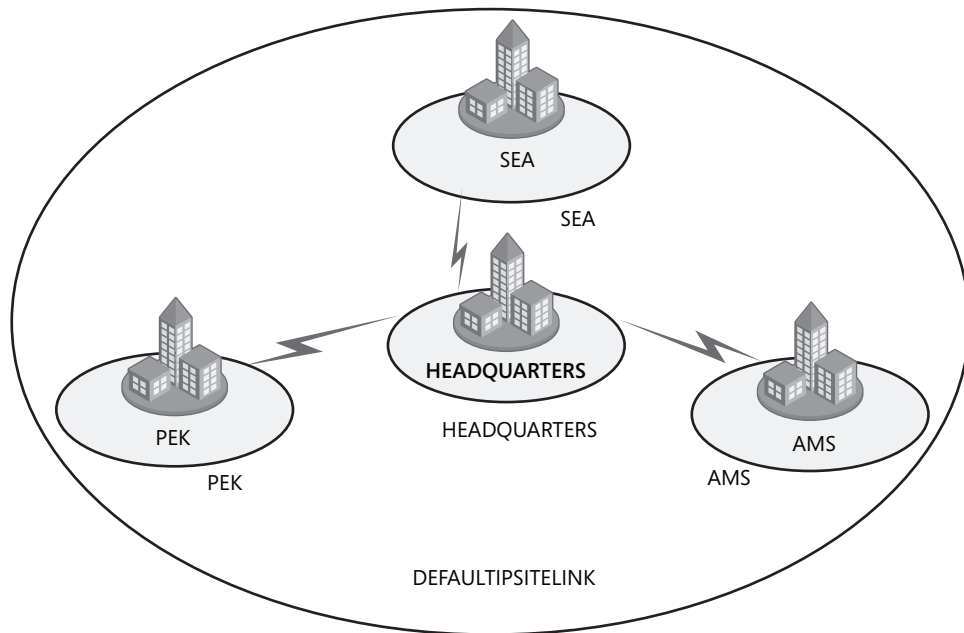 SEA
SEA
HEADQUARTERS
HEADQUARTERS
PEK
PEK
AMS
AMS
DEFAULTIPSITELINK